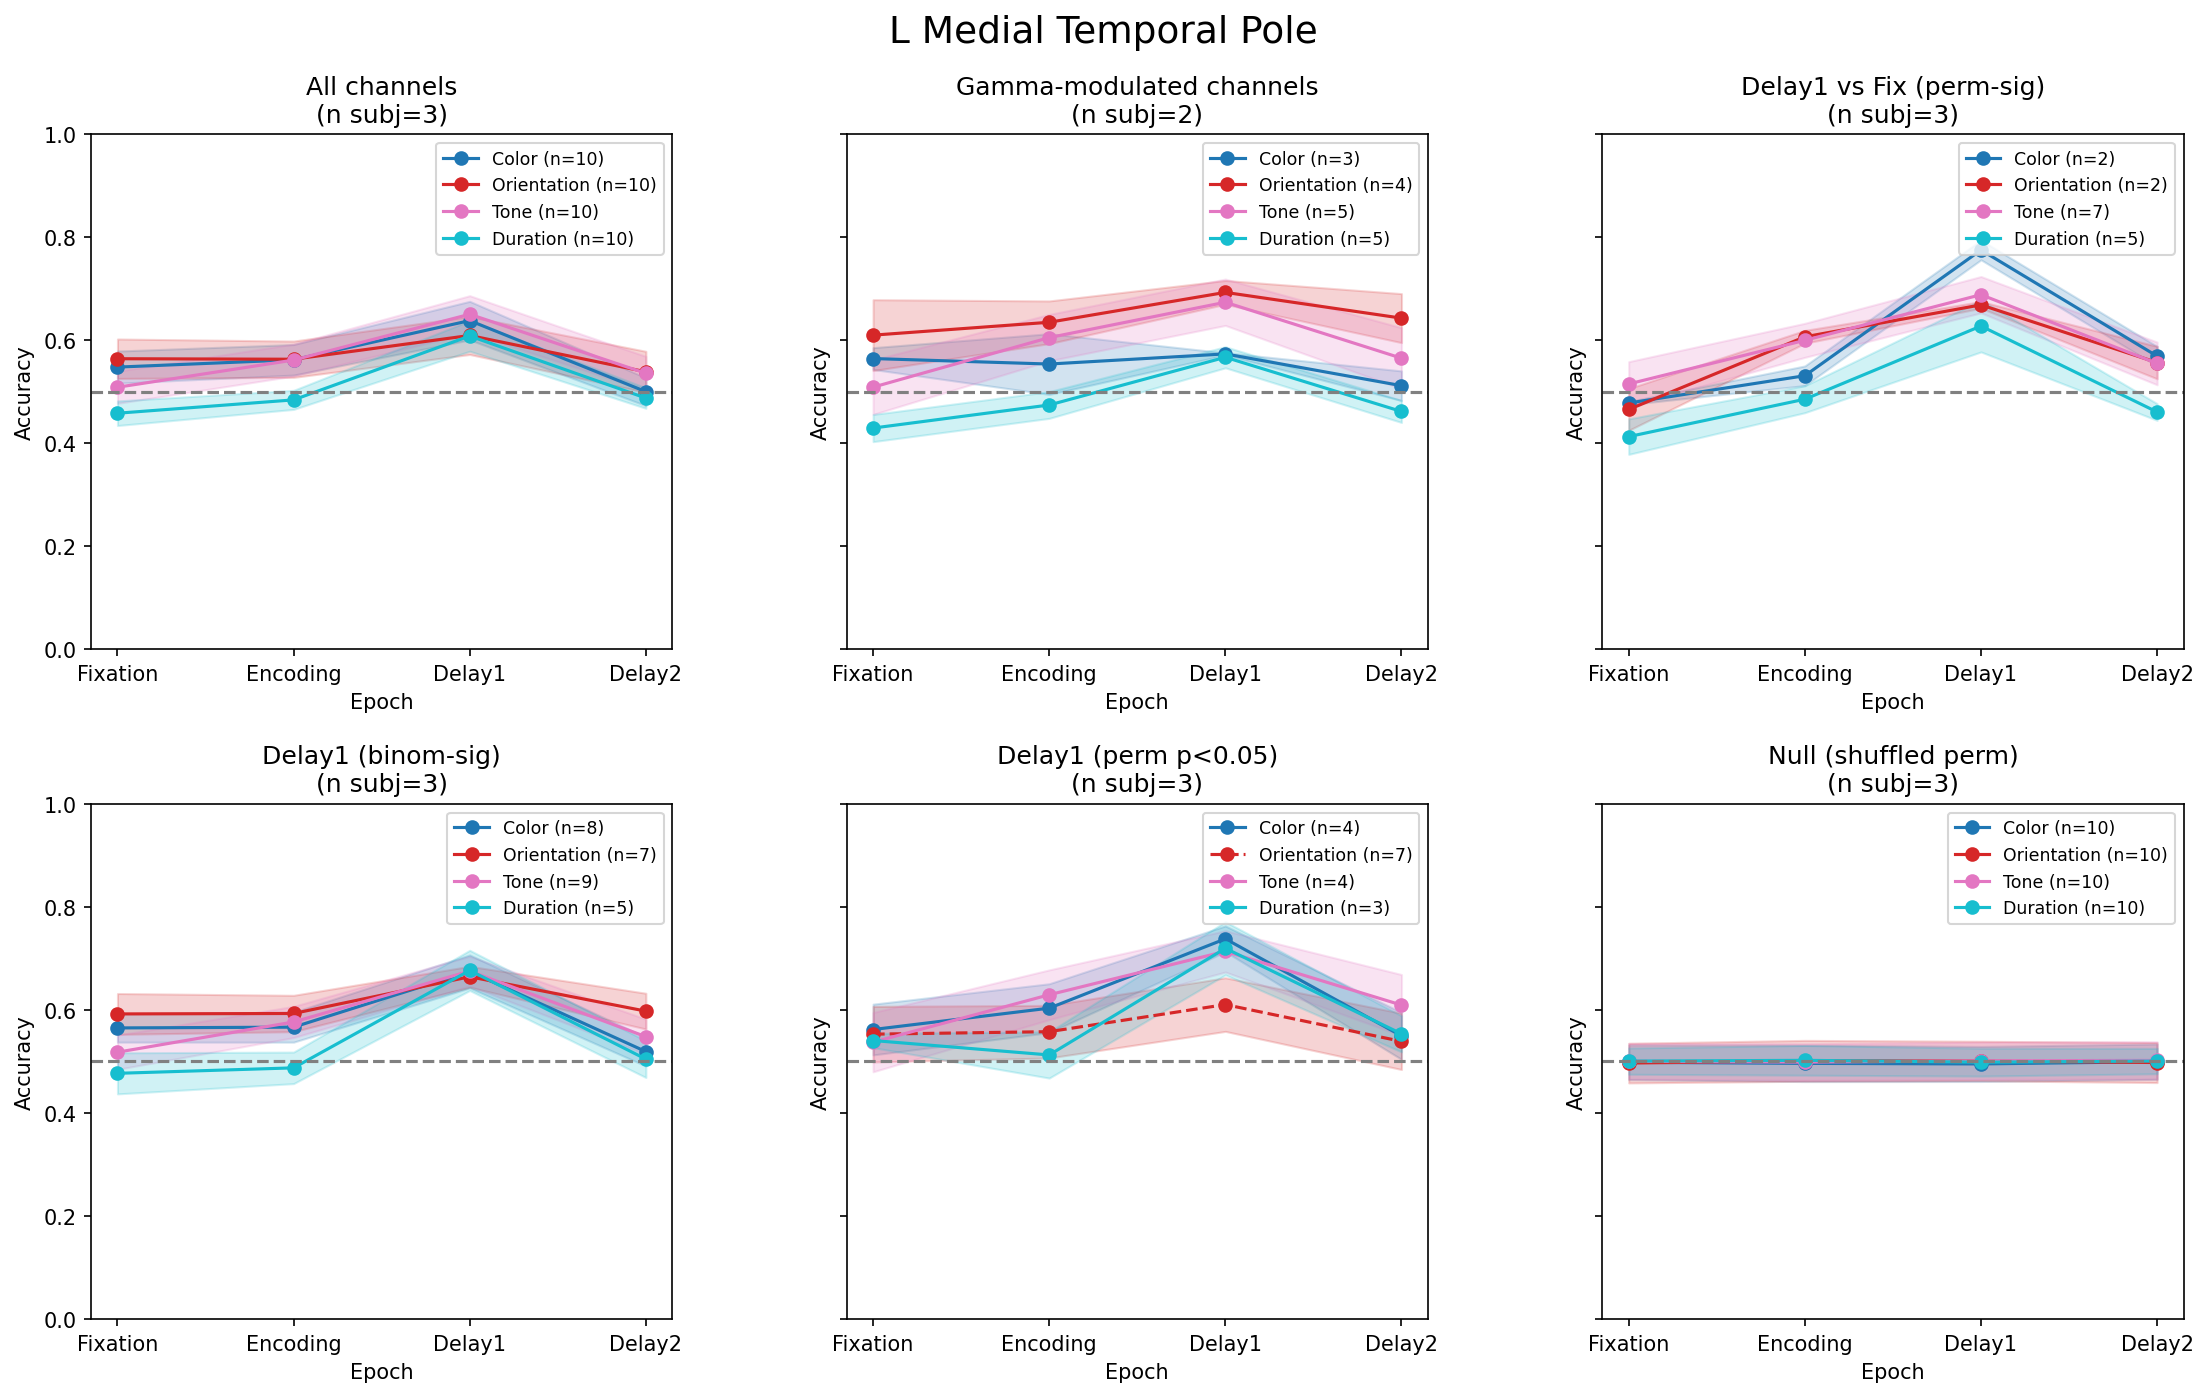 L Medial Temporal Pole
All channels
(n subj=3)
1.0
0.8
0.6
0.4
0.2
0.0
Accuracy
Color (n=10)
Orientation (n=10)
Tone (n=10)
Duration (n=10)
Fixation Encoding Delay1 Delay2
Epoch
Gamma-modulated channels
(n subj=2)
Accuracy
Color (n=3)
Orientation (n=4)
Tone (n=5)
Duration (n=5)
Fixation Encoding Delay1 Delay2
Epoch
Delay1 vs Fix (perm-sig)
(n subj=3)
Accuracy
Color (n=2)
Orientation (n=2)
Tone (n=7)
Duration (n=5)
Fixation Encoding Delay1 Delay2
Epoch
Delay1 (binom-sig)
(n subj=3)
1.0
0.8
0.6
0.4
0.2
0.0
Accuracy
Color (n=8)
Orientation (n=7)
Tone (n=9)
Duration (n=5)
Fixation Encoding Delay1 Delay2
Epoch
Delay1 (perm p<0.05)
(n subj=3)
Accuracy
Color (n=4)
Orientation (n=7)
Tone (n=4)
Duration (n=3)
Fixation Encoding Delay1 Delay2
Epoch
Null (shuffled perm)
(n subj=3)
Accuracy
Color (n=10)
Orientation (n=10)
Tone (n=10)
Duration (n=10)
Fixation Encoding Delay1 Delay2
Epoch